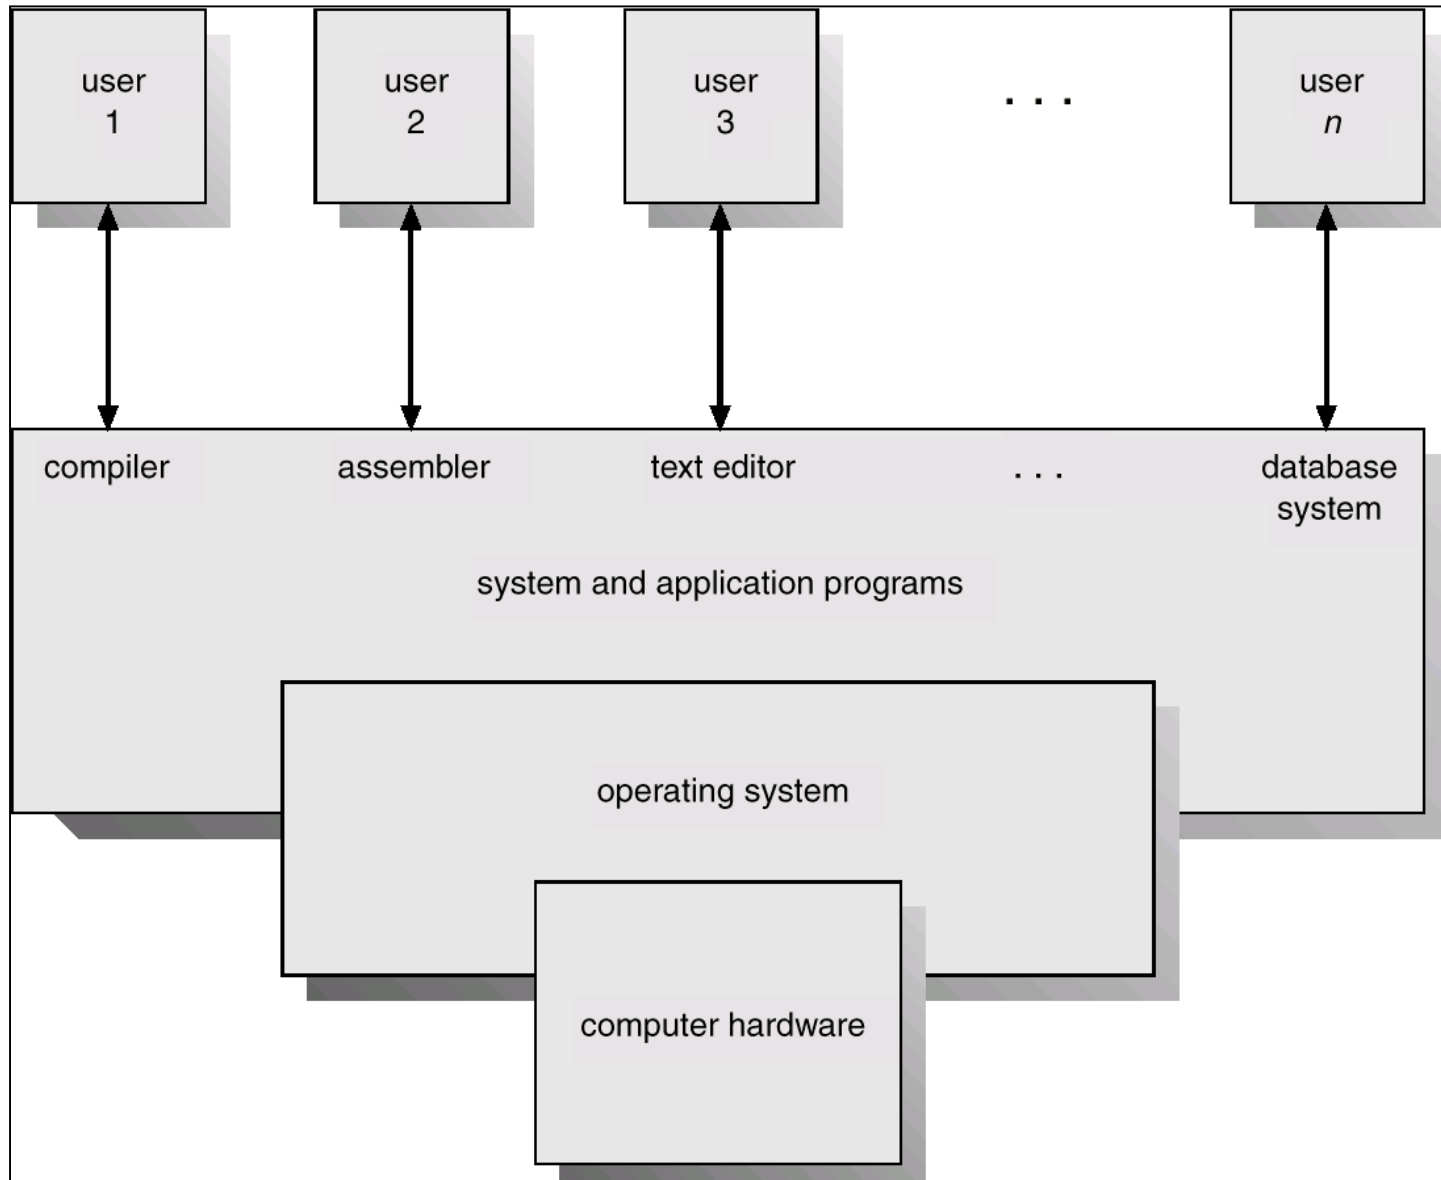 user
1
user
2
user
3
. . .
user
n
compiler
assembler
text editor
. . .
database
system
system and application programs
operating system
computer hardware